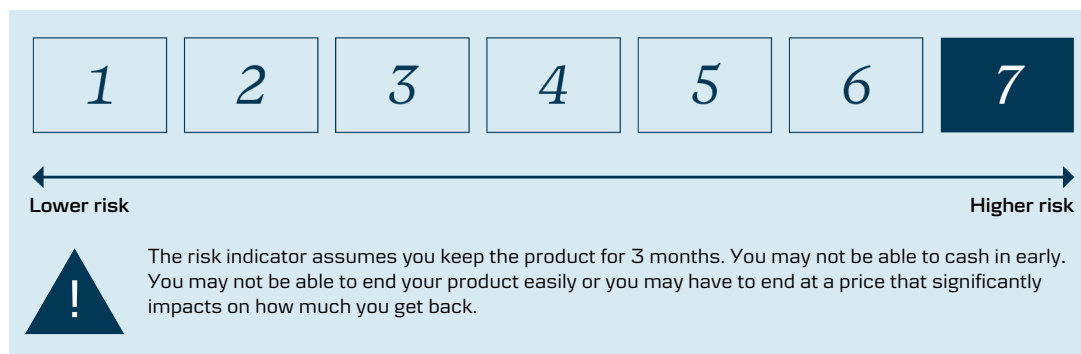 1 2 3 4 5 6 7
Lower risk Higher risk
!
The risk indicator assumes you keep the product for 3 months. You may not be able to cash in early.
You may not be able to end your product easily or you may have to end at a price that significantly
impacts on how much you get back.